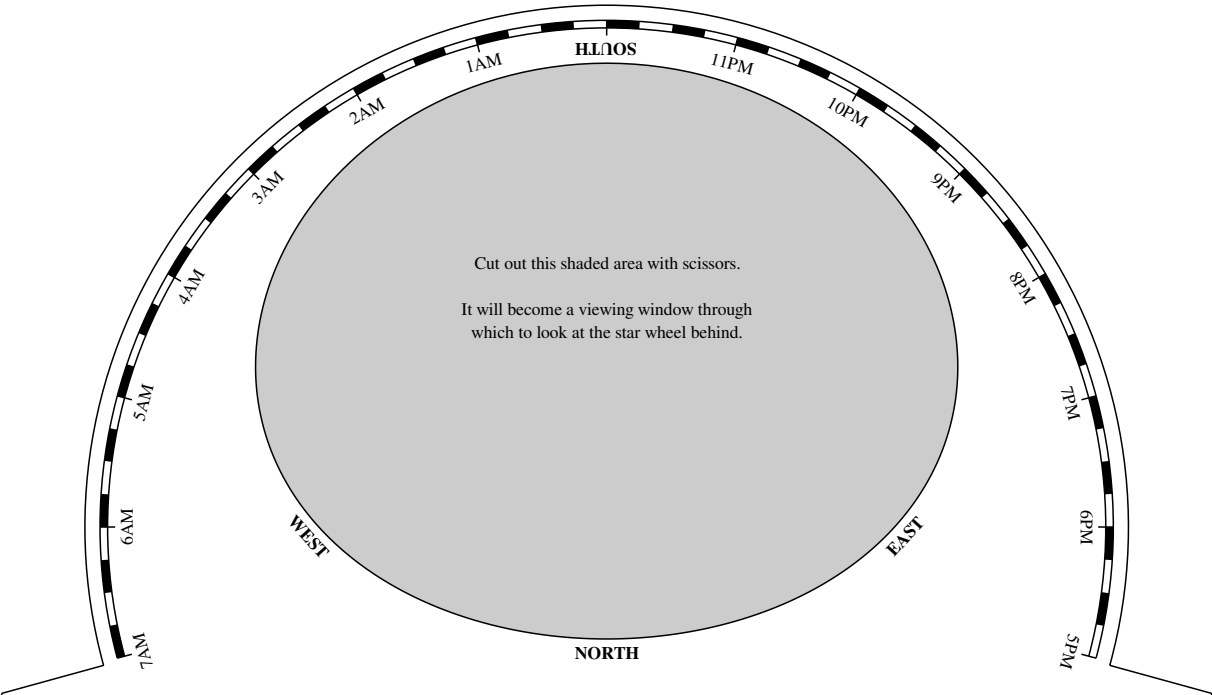 SOUTH
1AM
11PM
2AM
10PM
3AM
9PM
4AM
8PM
5AM
7PM
6AM
6PM
7AM
5PM
Cut out this shaded area with scissors.
It will become a viewing window through
which to look at the star wheel behind.
WEST
EAST
NORTH